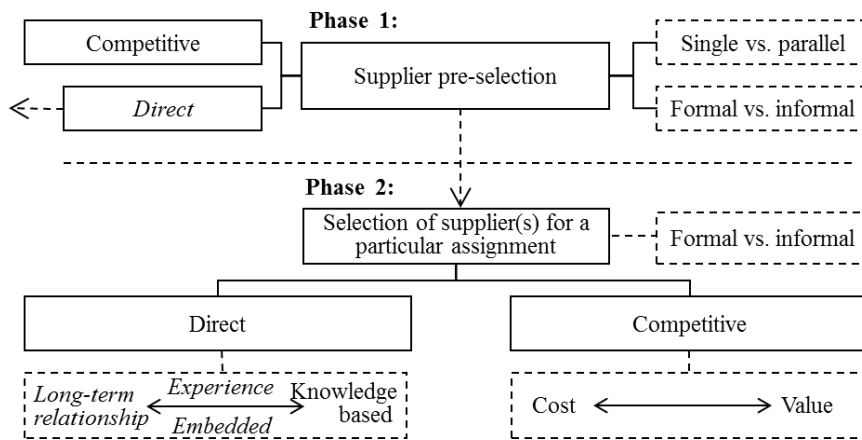 Phase 1:
Competitive
Supplier pre-selection
Single vs. parallel
Direct
Formal vs. informal
Phase 2:
Selection of supplier(s) for a
particular assignment
Formal vs. informal
Direct
Competitive
Long-term
relationship
Experience
Embedded
Knowledge
based
Cost
Value